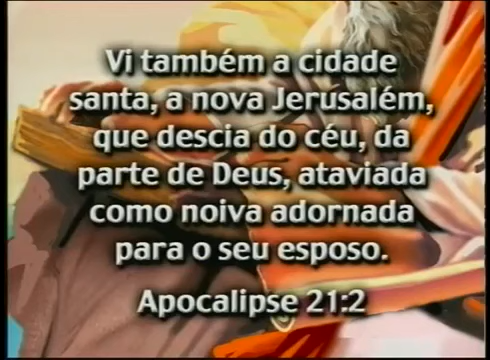 Vi também a cidade
santa, a nova Jerusalém,
que descia do céu, da
parte de Deus, ataviada
como noiva adornada
para o seu esposo.
Apocalipse 21:2